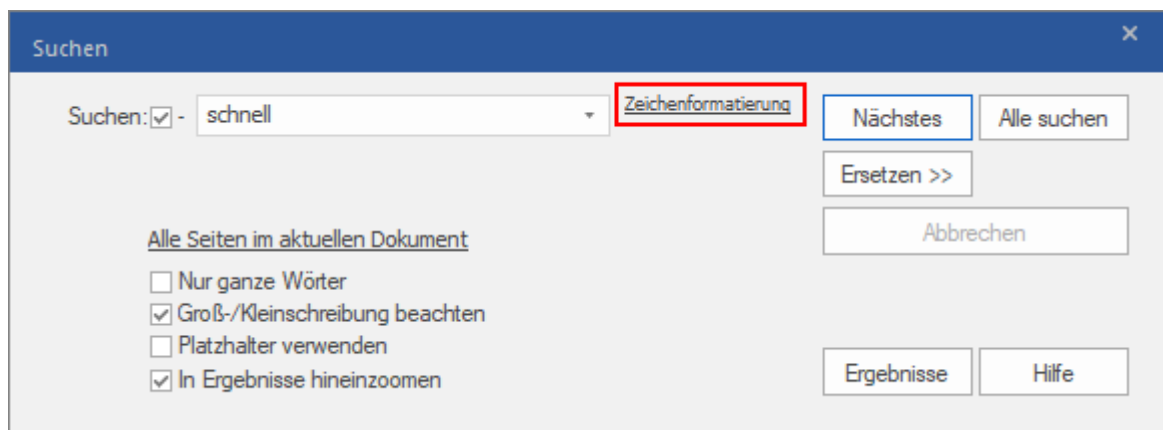 Suchen
Suchen: - schnell Zeichenformatierung Nächstes Alle suchen
Ersetzen >>
Alle Seiten im aktuellen Dokument Abbrechen
Nur ganze Wörter
Groß-/Kleinschreibung beachten
Platzhalter verwenden
In Ergebnisse hineinzoomen Ergebnisse Hilfe